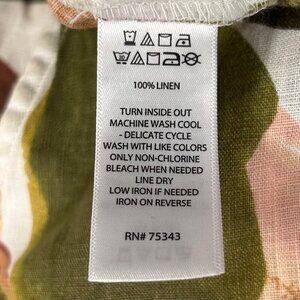 100% LINEN
TURN INSIDE OUT
MACHINE WASH COOL
- DELICATE CYCLE
WASH WITH LIKE COLORS
ONLY NON-CHLORINE
BLEACH WHEN NEEDED
LINE DRY
LOW IRON IF NEEDED
IRON ON REVERSE
RN# 75343